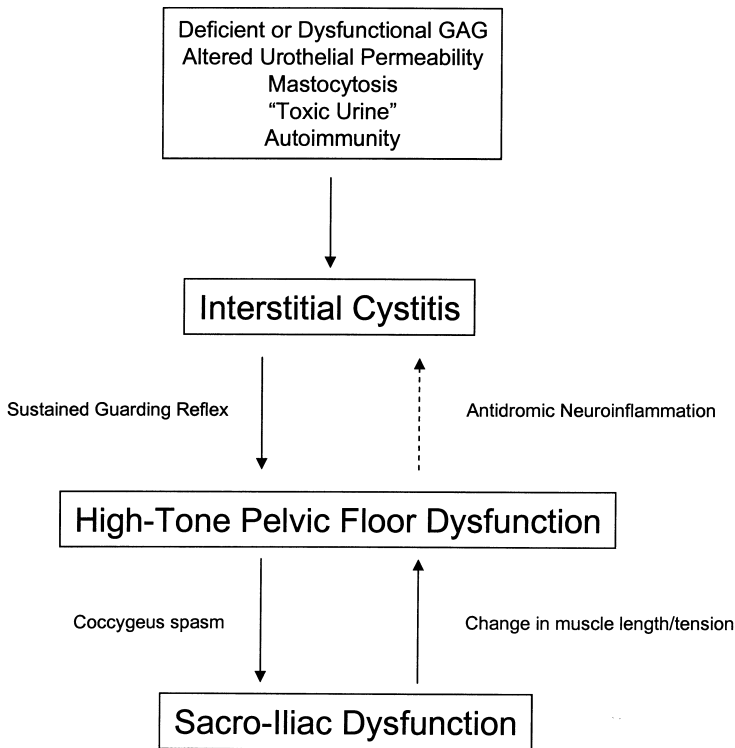 Deficient or Dysfunctional GAG
Altered Urothelial Permeability
Mastocytosis
“Toxic Urine”
Autoimmunity
Interstitial Cystitis
Sustained Guarding Reflex
Antidromic Neuroinflammation
High-Tone Pelvic Floor Dysfunction
Coccygeus spasm
Change in muscle length/tension
Sacro-Iliac Dysfunction